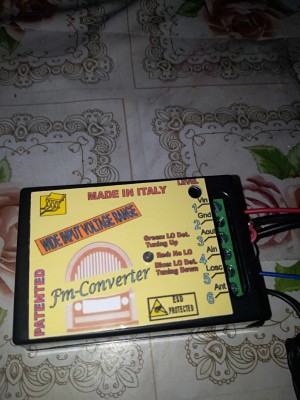 LEVEL
MADE IN ITALY
WIDE INPUT VOLTAGE RANGE
Green: LO Det.
Tuning Up
Red: No LO
Blue: LO Det.
Tuning Down
Fm-Converter
PATENTED
ESD
PROTECTED
Vin
1
Gnd
2
Aout
3
Ain
4
Losc
5
Ant.
6